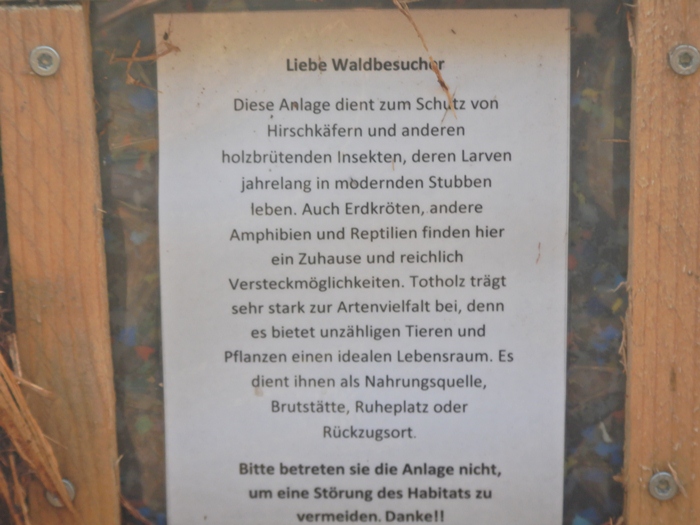 Liebe Waldbesucher
Diese Anlage dient zum Schutz von
Hirschkäfern und anderen
holzbrütenden Insekten, deren Larven
jahrelang in modernden Stubben
leben. Auch Erdkröten, andere
Amphibien und Reptilien finden hier
ein Zuhause und reichlich
Versteckmöglichkeiten. Totholz trägt
sehr stark zur Artenvielfalt bei, denn
es bietet unzähligen Tieren und
Pflanzen einen idealen Lebensraum. Es
dient ihnen als Nahrungsquelle,
Brutstätte, Ruheplatz oder
Rückzugsort.
Bitte betreten sie die Anlage nicht,
um eine Störung des Habitats zu
vermeiden. Danke!!